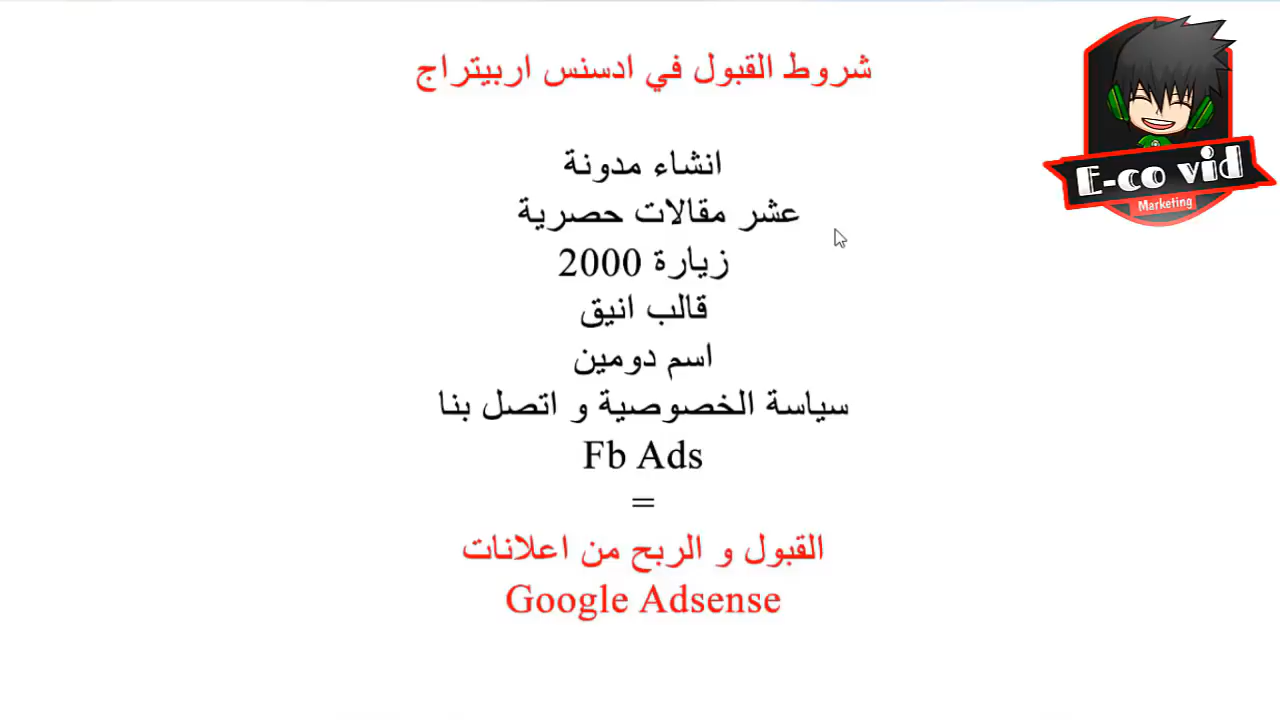 شروط القبول في ادسنس اربيتراج
انشاء مدونة
عشر مقالات حصرية
زيارة 2000
قالب انيق
اسم دومين
سياسة الخصوصية و اتصل بنا
Fb Ads
=
القبول و الربح من اعلانات
Google Adsense
E-co vid
Marketing